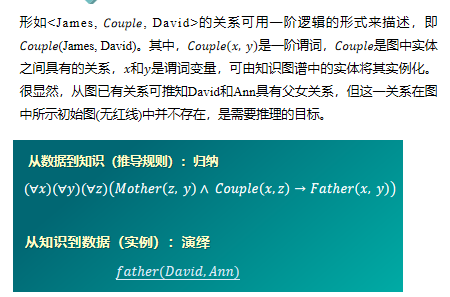 形如<James, Couple, David>的关系可用一阶逻辑的形式来描述，即
Couple(James, David)。其中，Couple(x, y)是一阶谓词，Couple是图中实体
之间具有的关系，x和y是谓词变量，可由知识图谱中的实体将其实例化。
很显然，从图已有关系可推知David和Ann具有父女关系，但这一关系在图
中所示初始图(无红线)中并不存在，是需要推理的目标。
从数据到知识（推导规则）：归纳
(∀x)(∀y)(∀z)(Mother(z, y) ∧ Couple(x, z) → Father(x, y))
从知识到数据（实例）：演绎
father(David, Ann)